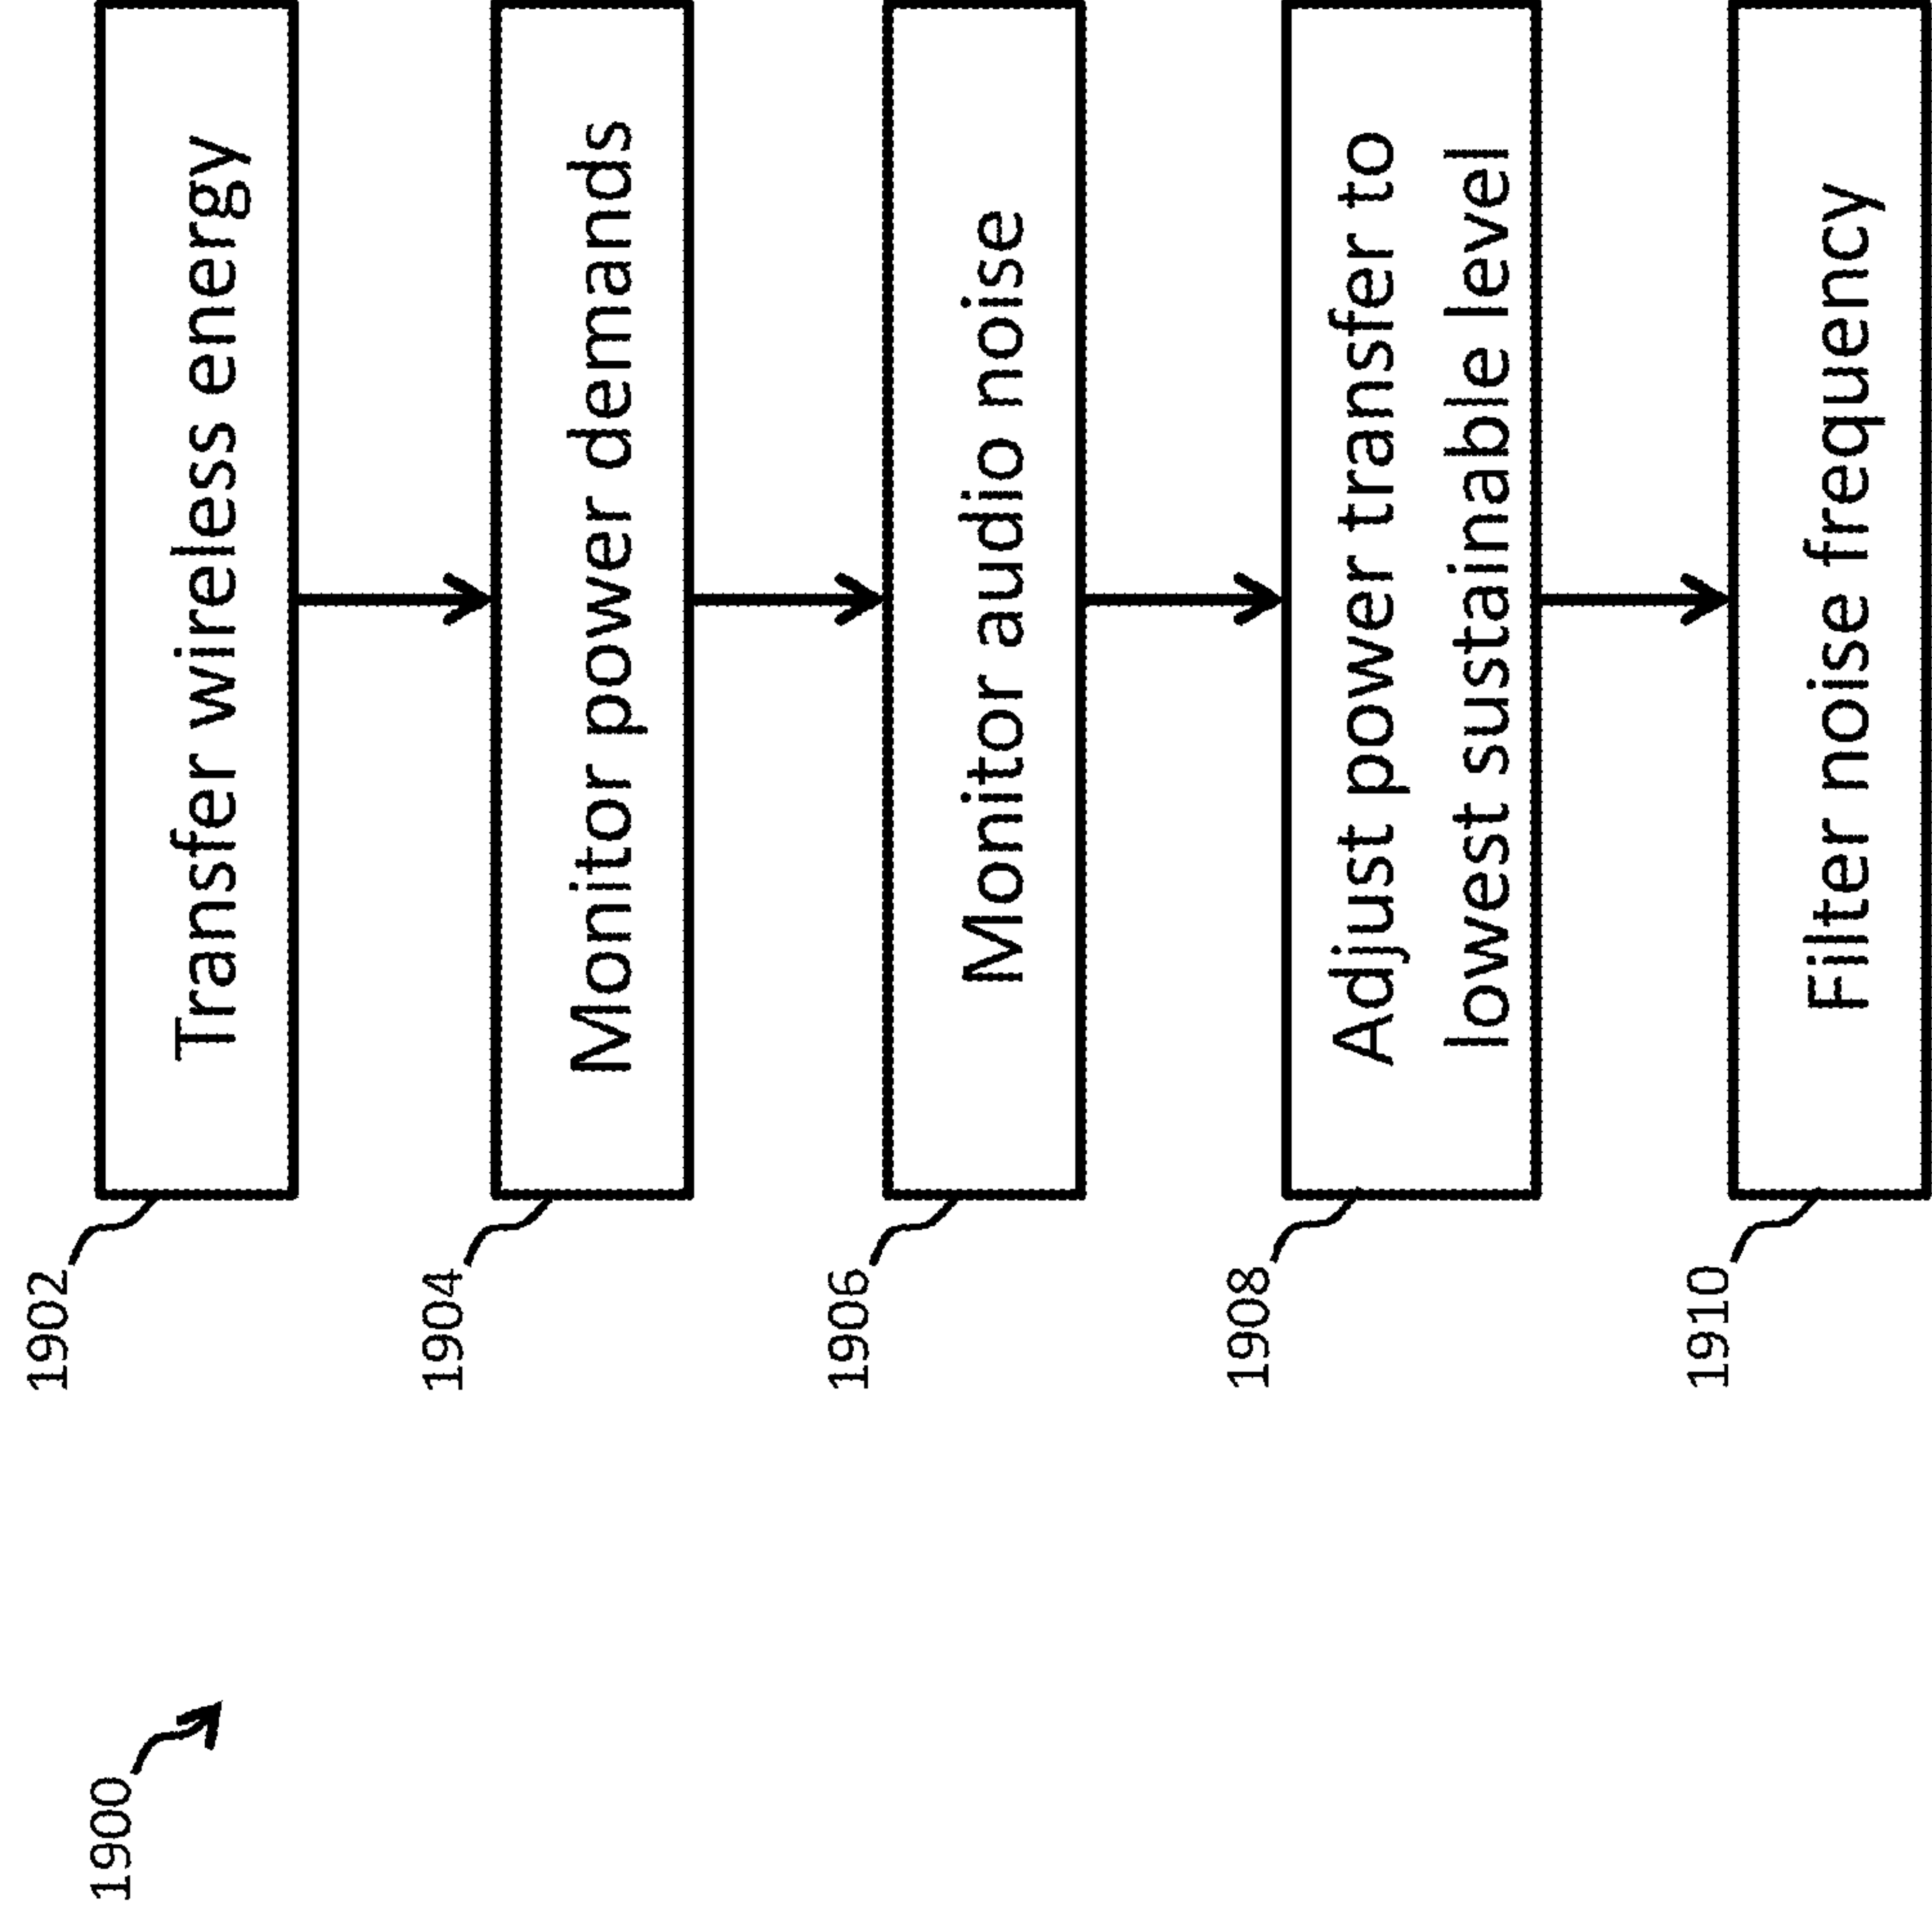 1900
1902
Transfer wireless energy
1904
Monitor power demands
1906
Monitor audio noise
1908
Adjust power transfer to
lowest sustainable level
1910
Filter noise frequency